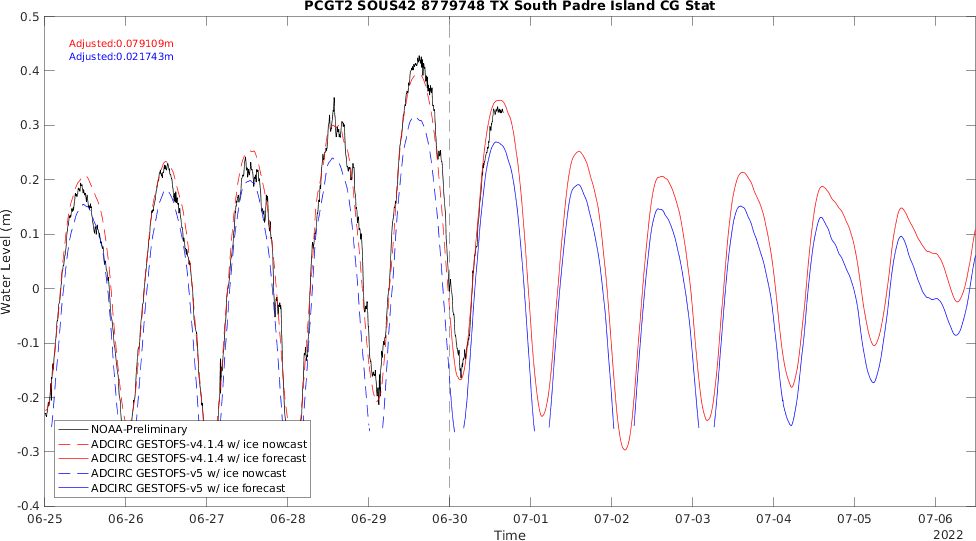 PCGT2 SOUS42 8779748 TX South Padre Island CG Stat
Adjusted:0.079109m
Adjusted:0.021743m
0.5
0.4
0.3
0.2
0.1
0
-0.1
-0.2
-0.3
-0.4
Water Level (m)
NOAA-Preliminary
ADCIRC GESTOFS-v4.1.4 w/ ice nowcast
ADCIRC GESTOFS-v4.1.4 w/ ice forecast
ADCIRC GESTOFS-v5 w/ ice nowcast
ADCIRC GESTOFS-v5 w/ ice forecast
06-25 06-26 06-27 06-28 06-29 06-30 07-01 07-02 07-03 07-04 07-05 07-06
Time
2022